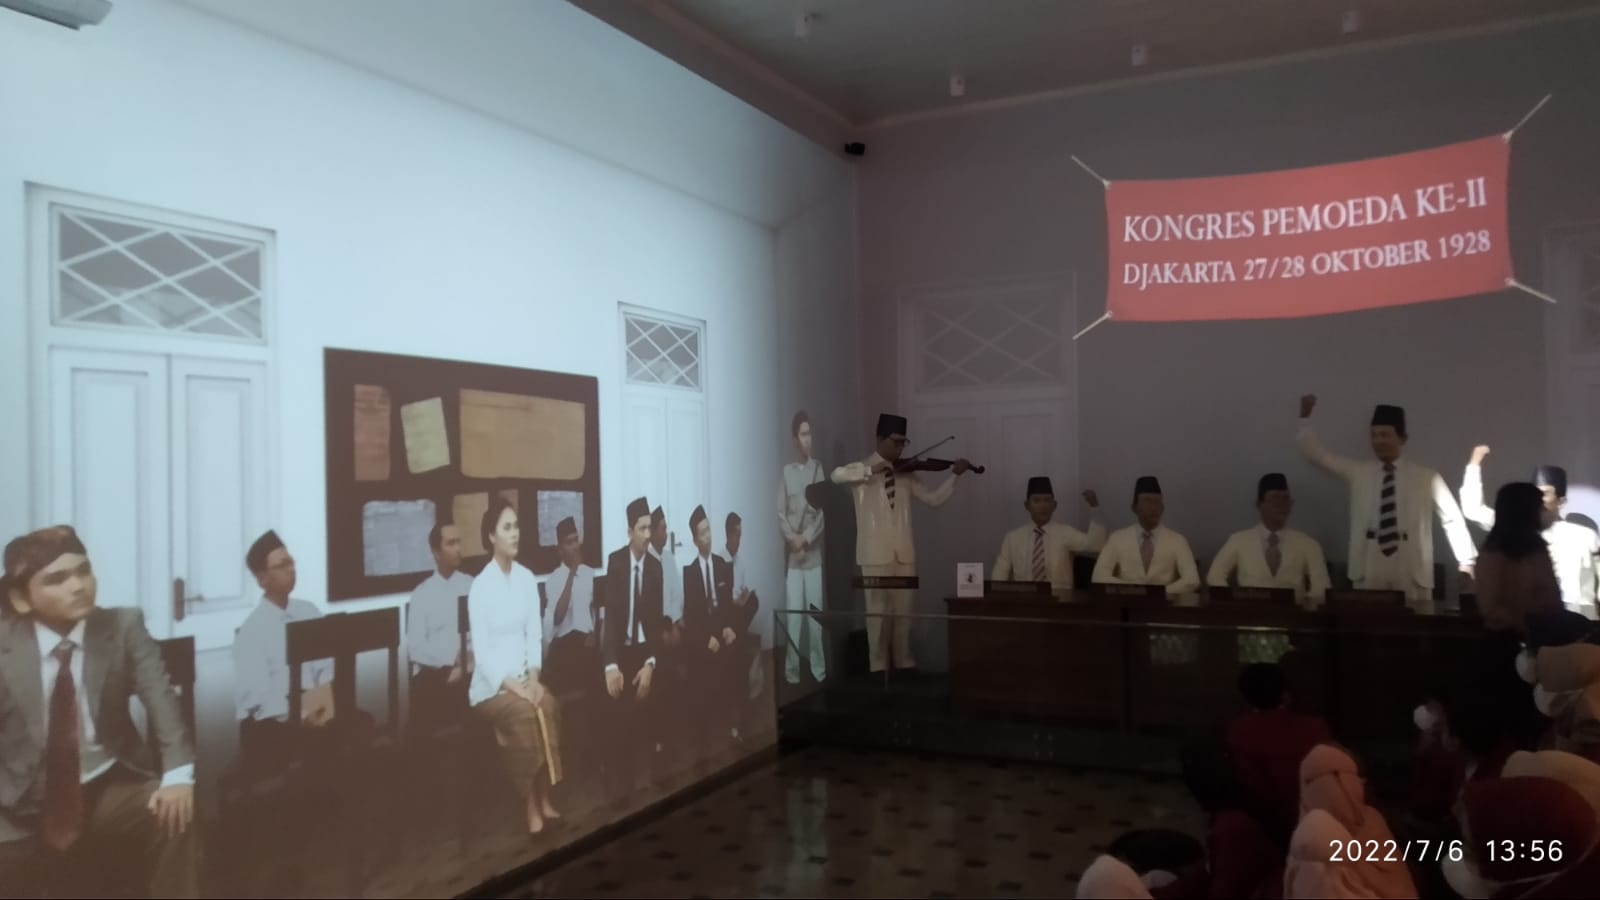 KONGRES PEMOEDA KE-II
DJAKARTA 27/28 OKTOBER 1928
2022/7/6 13:56